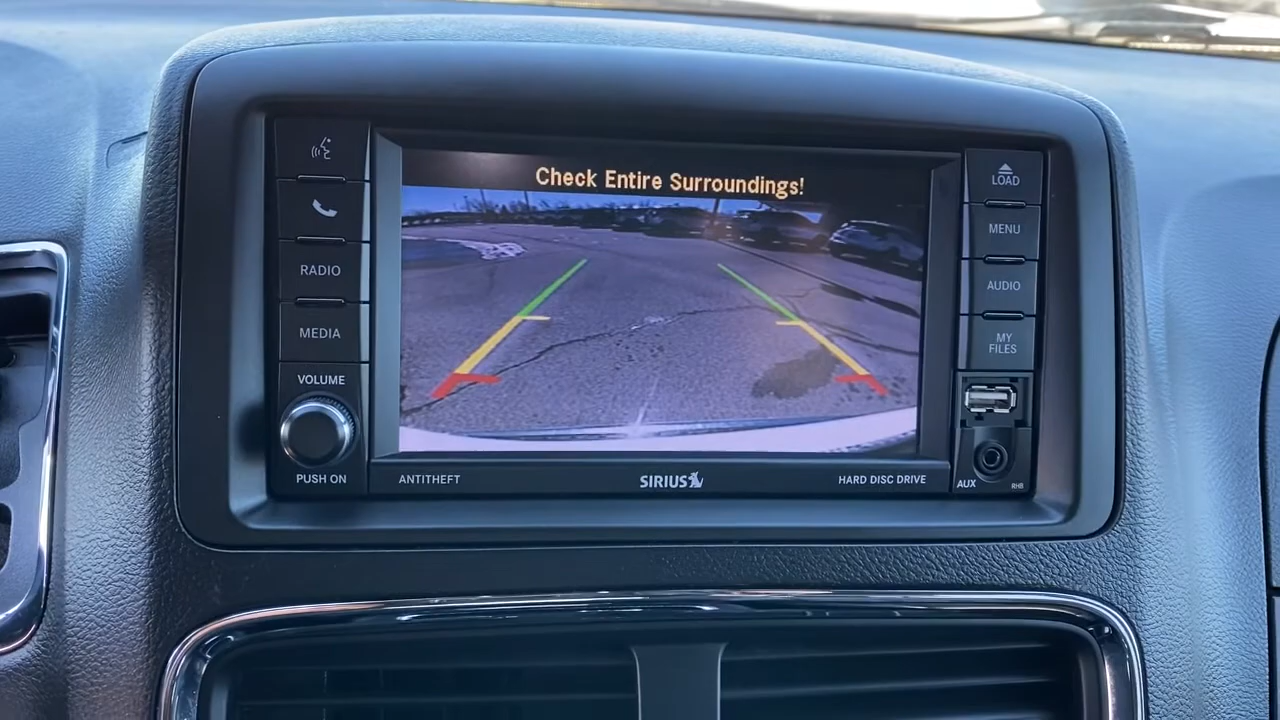 Check Entire Surroundings!
RADIO
MEDIA
VOLUME
PUSH ON
LOAD
MENU
AUDIO
MY
FILES
AUX
RHB
ANTITHEFT
SIRIUS
HARD DISC DRIVE